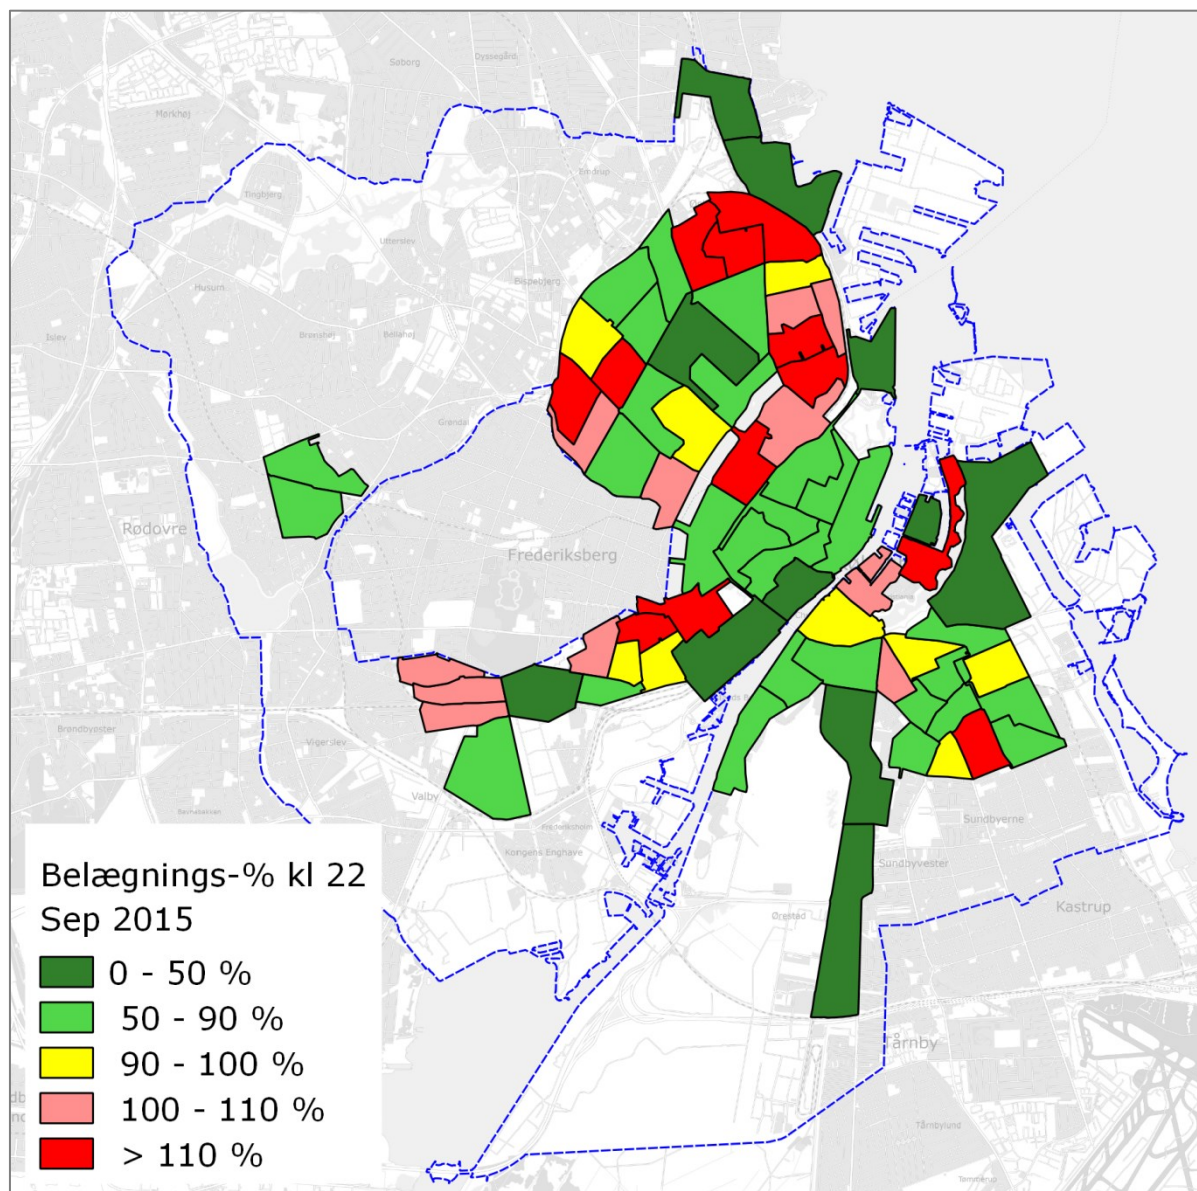 Søborg
Dyssegård
Mørkhøj
Emdrup
Tingbjerg
Utterslev
Bispebjerg
Husum
Islev
Brønshøj
Bellahøj
Grøndal
Rødovre
Frederiksberg
Brøndbyøster
Vigerslev
Valby
Frederiksholm
Kongens Enghave
Sundbyerne
Sundbyvester
Kastrup
Ørestad
Tårnby
Tårnbylund
Tømmerup
Belægnings-% kl 22
Sep 2015
0 - 50 %
50 - 90 %
90 - 100 %
100 - 110 %
> 110 %